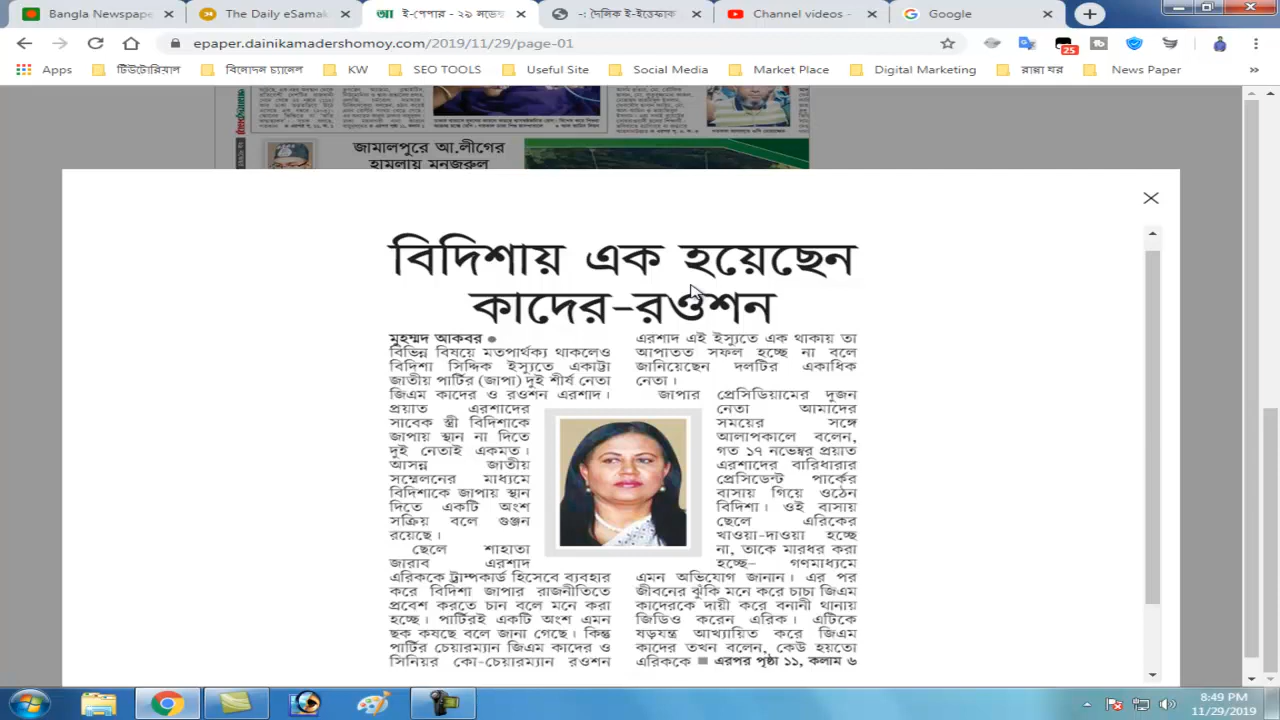 Bangla Newspape
The Daily eSamak
ই-পেপার - ২৯ নভেম্ব
-: দৈনিক ই-ইত্তেফাক
Channel videos -
Google
epaper.dainikamadershomoy.com/2019/11/29/page-01
25
Apps
টিউটোরিয়াল
বিনোদন চ্যানেল
KW
SEO TOOLS
Useful Site
Social Media
Market Place
Digital Marketing
রান্না ঘর
News Paper
জামালপুরে আ.লীগের
হামলায় মনজরুল
বিদিশায় এক হয়েছেন
কাদের-রওশন
মুহম্মদ আকবর ●
বিভিন্ন বিষয়ে মতপার্থক্য থাকলেও
বিদিশা সিদ্দিক ইস্যুতে একাট্টা
জাতীয় পার্টির (জাপা) দুই শীর্ষ নেতা
জিএম কাদের ও রওশন এরশাদ।
প্রয়াত এরশাদের
সাবেক স্ত্রী বিদিশাকে
জাপায় স্থান না দিতে
দুই নেতাই একমত।
আসন্ন জাতীয়
সম্মেলনের মাধ্যমে
বিদিশাকে জাপায় স্থান
দিতে একটি অংশ
সক্রিয় বলে গুঞ্জন
রয়েছে।
ছেলে শাহাতা
জারাব এরশাদ
এরিককে ট্রাম্পকার্ড হিসেবে ব্যবহার
করে বিদিশা জাপার রাজনীতিতে
প্রবেশ করতে চান বলে মনে করা
হচ্ছে। পার্টিরই একটি অংশ এমন
ছক কষছে বলে জানা গেছে। কিন্তু
পার্টির চেয়ারম্যান জিএম কাদের ও
সিনিয়র কো-চেয়ারম্যান রওশন
এরশাদ এই ইস্যুতে এক থাকায় তা
আপাতত সফল হচ্ছে না বলে
জানিয়েছেন দলটির একাধিক
নেতা।
জাপার প্রেসিডিয়ামের দুজন
নেতা আমাদের
সময়ের সঙ্গে
আলাপকালে বলেন,
গত ১৭ নভেম্বর প্রয়াত
এরশাদের বারিধারার
প্রেসিডেন্ট পার্কের
বাসায় গিয়ে ওঠেন
বিদিশা। ওই বাসায়
ছেলে এরিকের
খাওয়া-দাওয়া হচ্ছে
না, তাকে মারধর করা
হচ্ছে- গণমাধ্যমে
এমন অভিযোগ জানান। এর পর
জীবনের ঝুঁকি মনে করে চাচা জিএম
কাদেরকে দায়ী করে বনানী থানায়
জিডিও করেন এরিক। এটিকে
ষড়যন্ত্র আখ্যায়িত করে জিএম
কাদের তখন বলেন, কেউ হয়তো
এরিককে ■ এরপর পৃষ্ঠা ১১, কলাম ৬
8:49 PM
11/29/2019